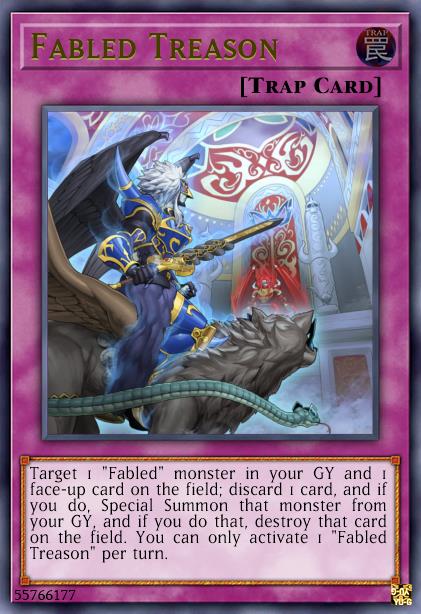 Fabled Treason
TRAP
罠
[Trap Card]
Target 1 "Fabled" monster in your GY and 1
face-up card on the field; discard 1 card, and if
you do, Special Summon that monster from
your GY, and if you do that, destroy that card
on the field. You can only activate 1 "Fabled
Treason" per turn.
55766177